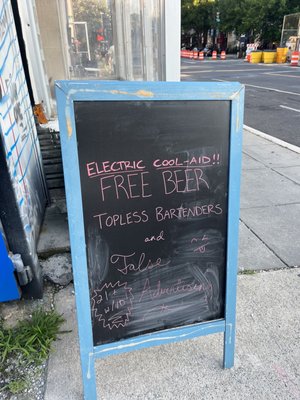 ELECTRIC COOL-AID!!
FREE BEER
TOPLESS BARTENDERS
and
False
Advertising